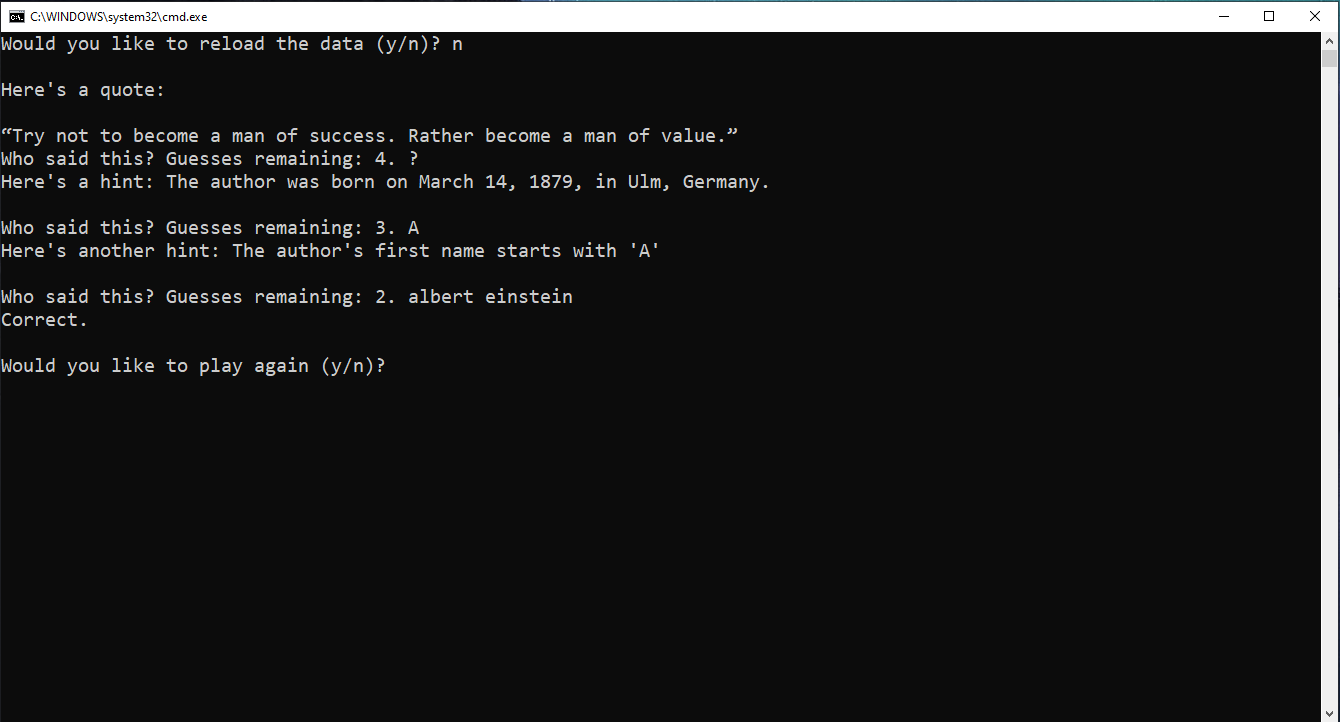 C:\WINDOWS\system32\cmd.exe
Would you like to reload the data (y/n)? n
Here's a quote:
“Try not to become a man of success. Rather become a man of value.”
Who said this? Guesses remaining: 4. ?
Here's a hint: The author was born on March 14, 1879, in Ulm, Germany.
Who said this? Guesses remaining: 3. A
Here's another hint: The author's first name starts with 'A'
Who said this? Guesses remaining: 2. albert einstein
Correct.
Would you like to play again (y/n)?